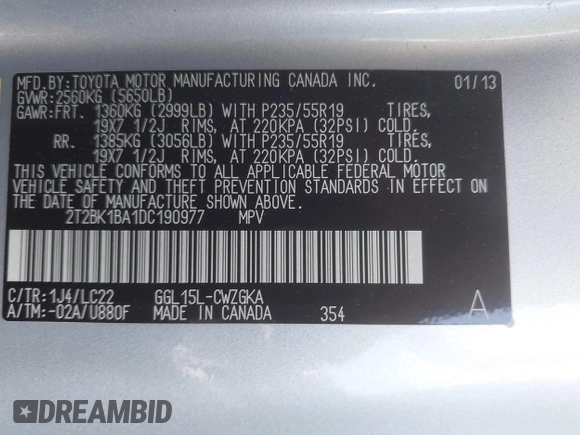 MFD.BY:TOYOTA MOTOR MANUFACTURING CANADA INC. 01/13
GVWR:2560KG (5650LB)
GAWR:FRT. 1360KG (2999LB) WITH P235/55R19 TIRES,
19X7 1/2J RIMS, AT 220KPA (32PSI) COLD.
RR. 1385KG (3056LB) WITH P235/55R19 TIRES,
19X7 1/2J RIMS, AT 220KPA (32PSI) COLD.
THIS VEHICLE CONFORMS TO ALL APPLICABLE FEDERAL MOTOR
VEHICLE SAFETY AND THEFT PREVENTION STANDARDS IN EFFECT
ON THE DATE OF MANUFACTURE SHOWN ABOVE.
2T2BK1BA1DC190977 MPV
C/TR:1J4/LC22 GGL15L-CWZGKA A
A/TM:-02A/U880F MADE IN CANADA 354
DREAMBID